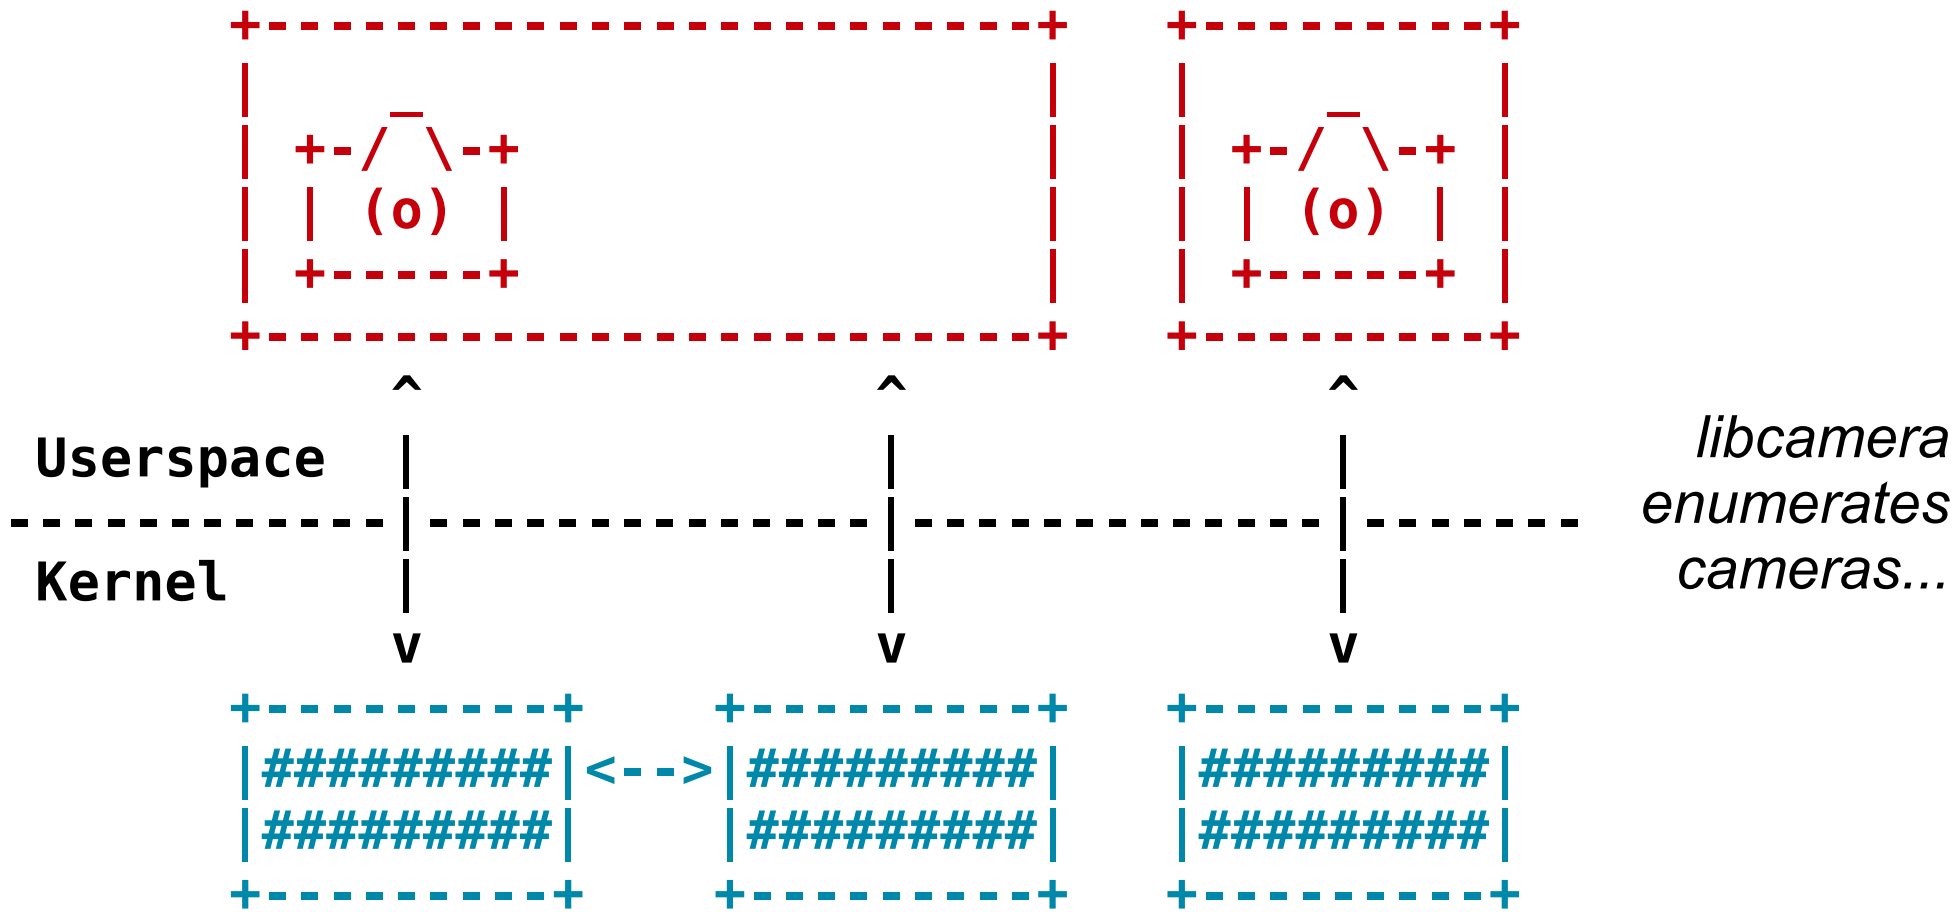 +-------------------------+   +---------+
|                         |   |         |
|    _                    |   |    _    |
| +-/ \-+                 |   | +-/ \-+ |
| | (o) |                 |   | | (o) | |
| +-----+                 |   | +-----+ |
+-------------------------+   +---------+
^ ^ ^
Userspace | | |
------------|--------------|-------------|-------
Kernel | | |
v v v
libcamera
enumerates
cameras...
+---------+    +---------+   +---------+
|#########|<-->|#########|   |#########|
|#########|    |#########|   |#########|
+---------+    +---------+   +---------+